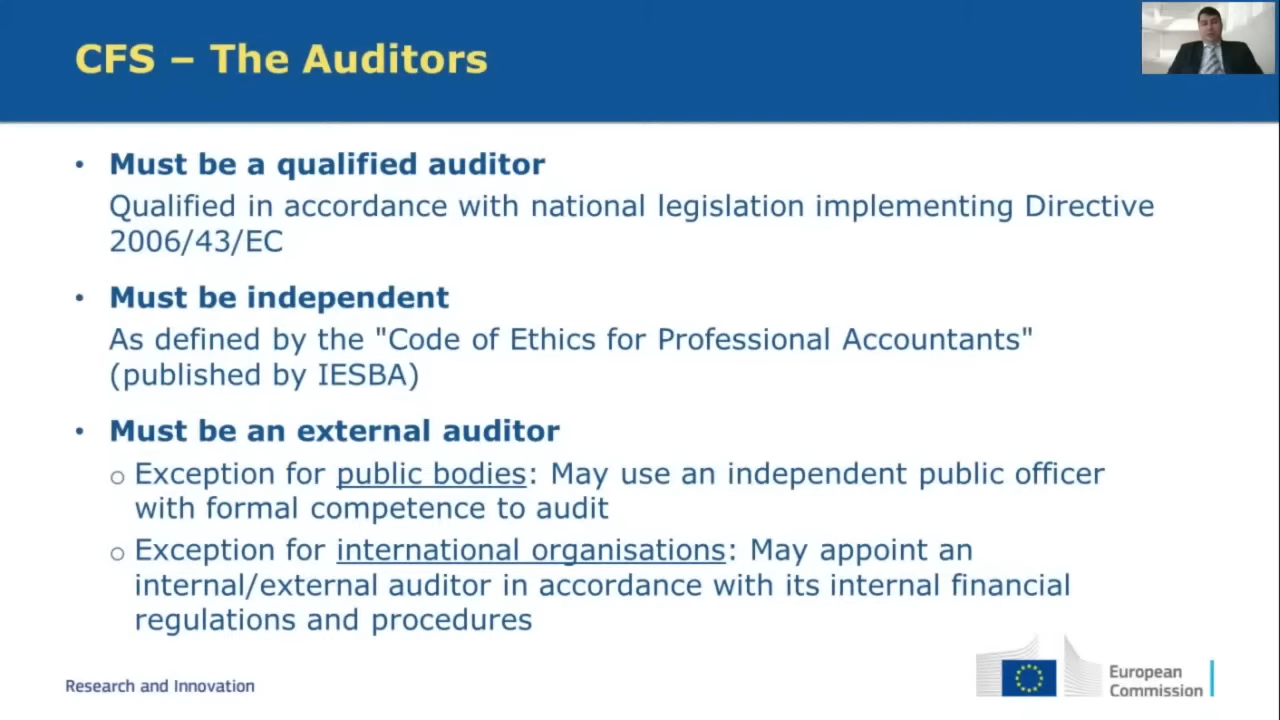 CFS – The Auditors
• Must be a qualified auditor
Qualified in accordance with national legislation implementing Directive
2006/43/EC
• Must be independent
As defined by the "Code of Ethics for Professional Accountants"
(published by IESBA)
• Must be an external auditor
o Exception for public bodies: May use an independent public officer
with formal competence to audit
o Exception for international organisations: May appoint an
internal/external auditor in accordance with its internal financial
regulations and procedures
Research and Innovation
European
Commission